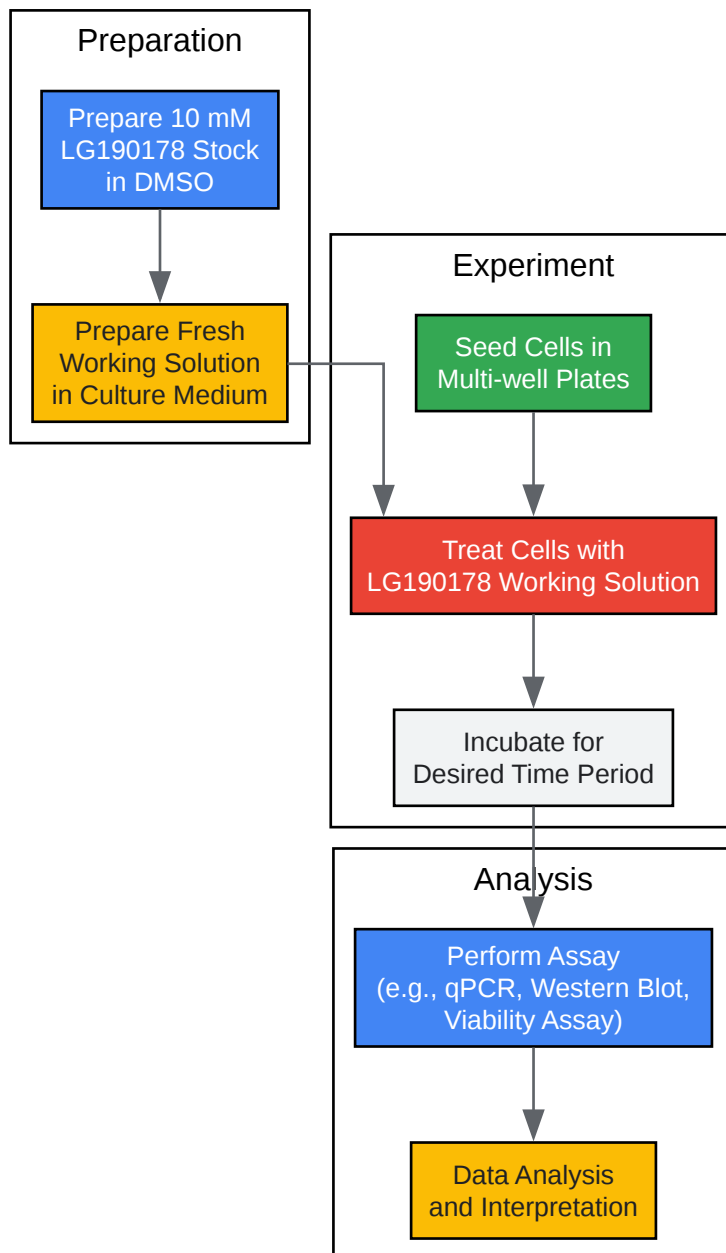 Preparation
Prepare 10 mM
LG190178 Stock
in DMSO
Prepare Fresh
Working Solution
in Culture Medium
Experiment
Seed Cells in
Multi-well Plates
Treat Cells with
LG190178 Working Solution
Incubate for
Desired Time Period
Analysis
Perform Assay
(e.g., qPCR, Western Blot,
Viability Assay)
Data Analysis
and Interpretation